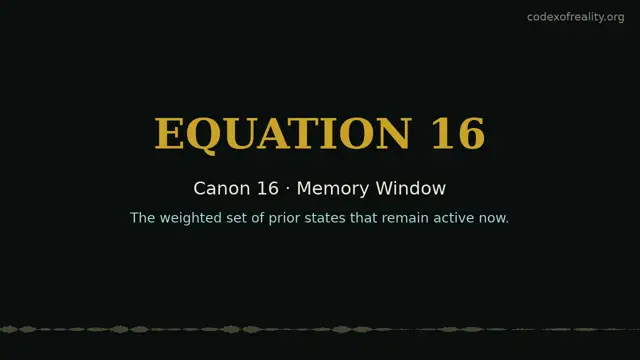 codexofreality.org
EQUATION 16
Canon 16 · Memory Window
The weighted set of prior states that remain active now.